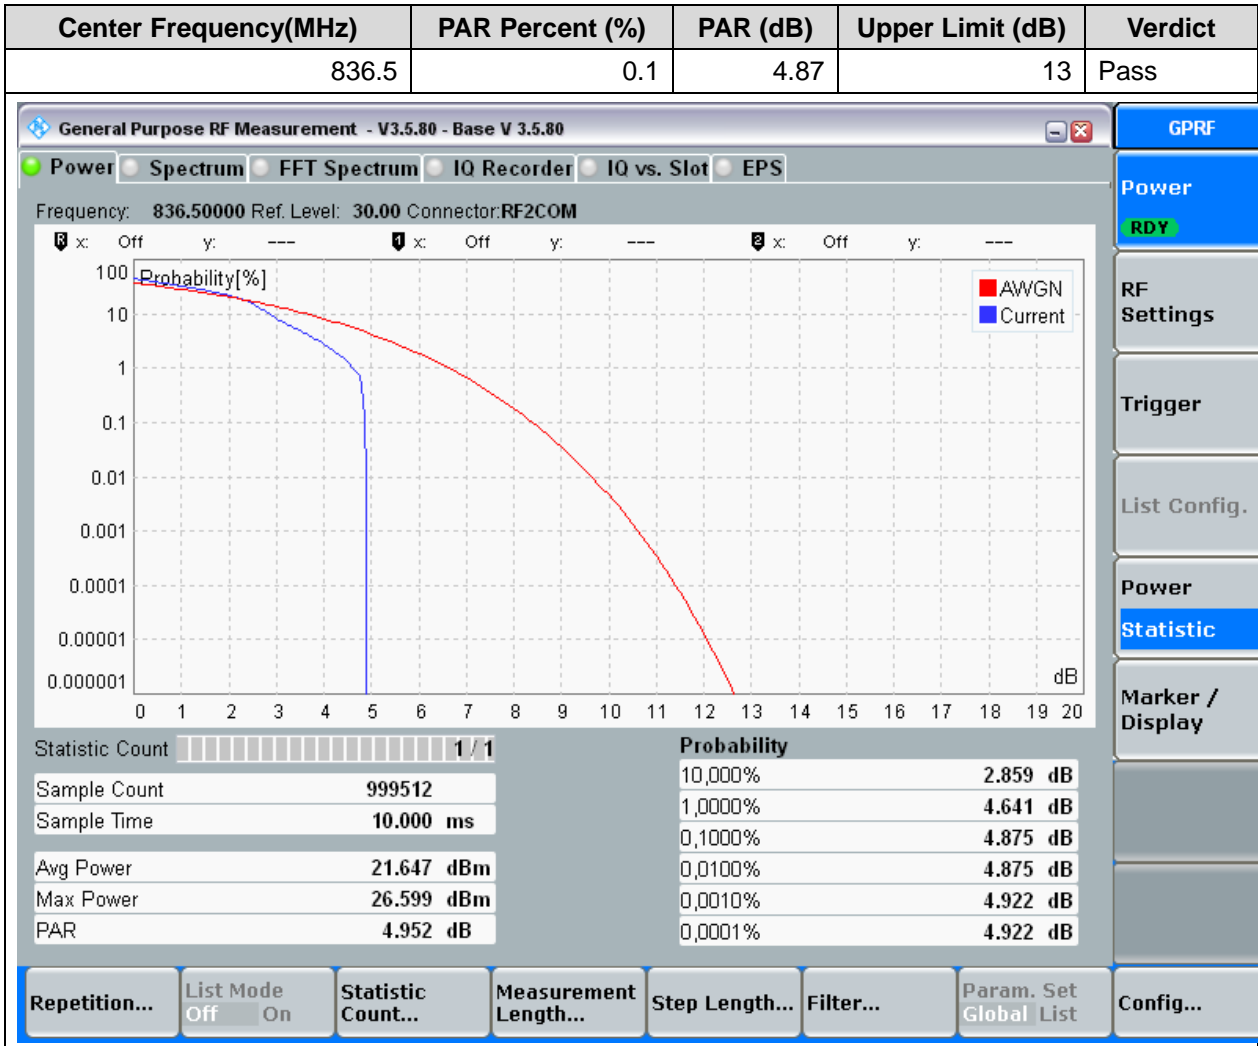 Center Frequency(MHz) PAR Percent (%) PAR (dB) Upper Limit (dB) Verdict
836.5 0.1 4.87 13 Pass
General Purpose RF Measurement - V3.5.80 - Base V 3.5.80
GPRF
Power Spectrum FFT Spectrum IQ Recorder IQ vs. Slot EPS
Frequency: 836.50000 Ref. Level: 30.00 Connector:RF2COM
R x: Off y: --- 1 x: Off y: --- 2 x: Off y: ---
Probability[%]
AWGN
Current
100
10
1
0.1
0.01
0.001
0.0001
0.00001
0.000001
dB
0 1 2 3 4 5 6 7 8 9 10 11 12 13 14 15 16 17 18 19 20
Statistic Count 1 / 1
Sample Count 999512
Sample Time 10.000 ms
Avg Power 21.647 dBm
Max Power 26.599 dBm
PAR 4.952 dB
Probability
10,000% 2.859 dB
1,0000% 4.641 dB
0,1000% 4.875 dB
0,0100% 4.875 dB
0,0010% 4.922 dB
0,0001% 4.922 dB
Power
RDY
RF
Settings
Trigger
List Config.
Power
Statistic
Marker /
Display
Repetition...
List Mode
Off On
Statistic
Count...
Measurement
Length...
Step Length...
Filter...
Param. Set
Global List
Config...